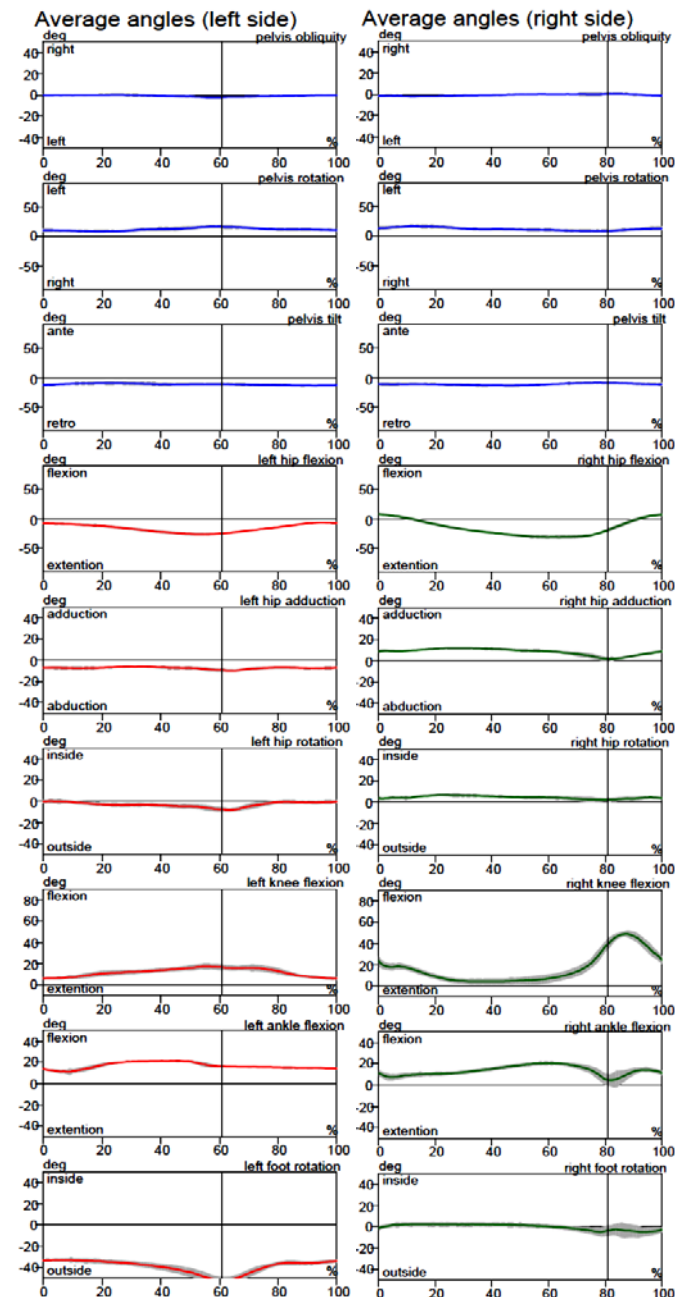 Average angles (left side) Average angles (right side)
deg pelvis obliquity deg pelvis obliquity
40 right 40 right
20 20
0 0
-20 -20
-40 left % -40 left %
0 20 40 60 80 100 0 20 40 60 80 100
deg pelvis rotation deg pelvis rotation
left left
50 50
0 0
-50 -50
right % right %
0 20 40 60 80 100 0 20 40 60 80 100
deg pelvis tilt deg pelvis tilt
ante ante
50 50
0 0
-50 -50
retro % retro %
0 20 40 60 80 100 0 20 40 60 80 100
deg left hip flexion deg right hip flexion
flexion flexion
50 50
0 0
-50 -50
extention % extention %
0 20 40 60 80 100 0 20 40 60 80 100
deg left hip adduction deg right hip adduction
40 adduction 40 adduction
20 20
0 0
-20 -20
-40 abduction % -40 abduction %
0 20 40 60 80 100 0 20 40 60 80 100
deg left hip rotation deg right hip rotation
40 inside 40 inside
20 20
0 0
-20 -20
-40 outside % -40 outside %
0 20 40 60 80 100 0 20 40 60 80 100
deg left knee flexion deg right knee flexion
80 flexion 80 flexion
60 60
40 40
20 20
0 extention % 0 extention %
0 20 40 60 80 100 0 20 40 60 80 100
deg left ankle flexion deg right ankle flexion
40 flexion 40 flexion
20 20
0 0
-20 -20
-40 extention % -40 extention %
0 20 40 60 80 100 0 20 40 60 80 100
deg left foot rotation deg right foot rotation
40 inside 40 inside
20 20
0 0
-20 -20
-40 outside % -40 outside %
0 20 40 60 80 100 0 20 40 60 80 100